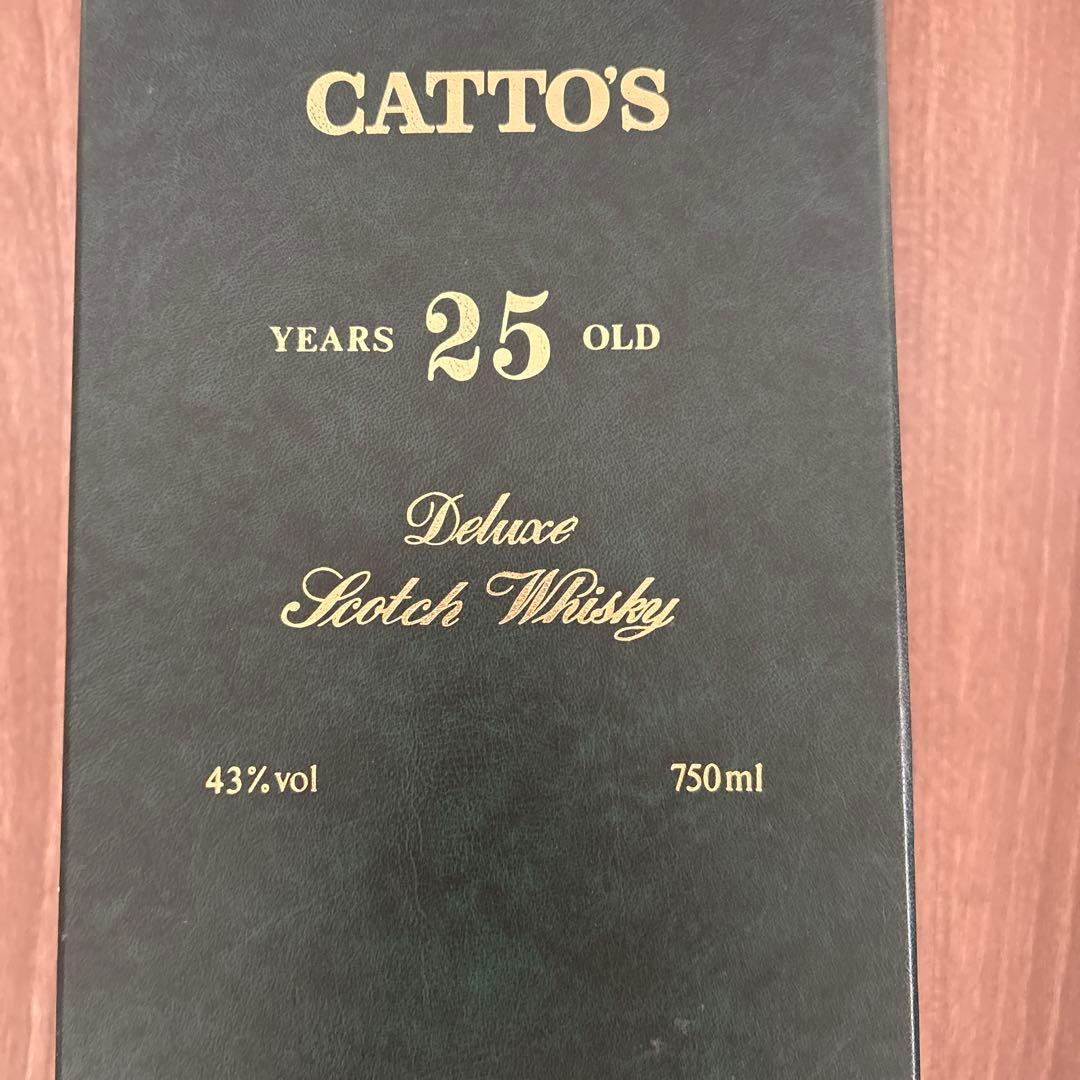 CATTO'S
YEARS 25 OLD
Deluxe
Scotch Whisky
43% vol 750ml